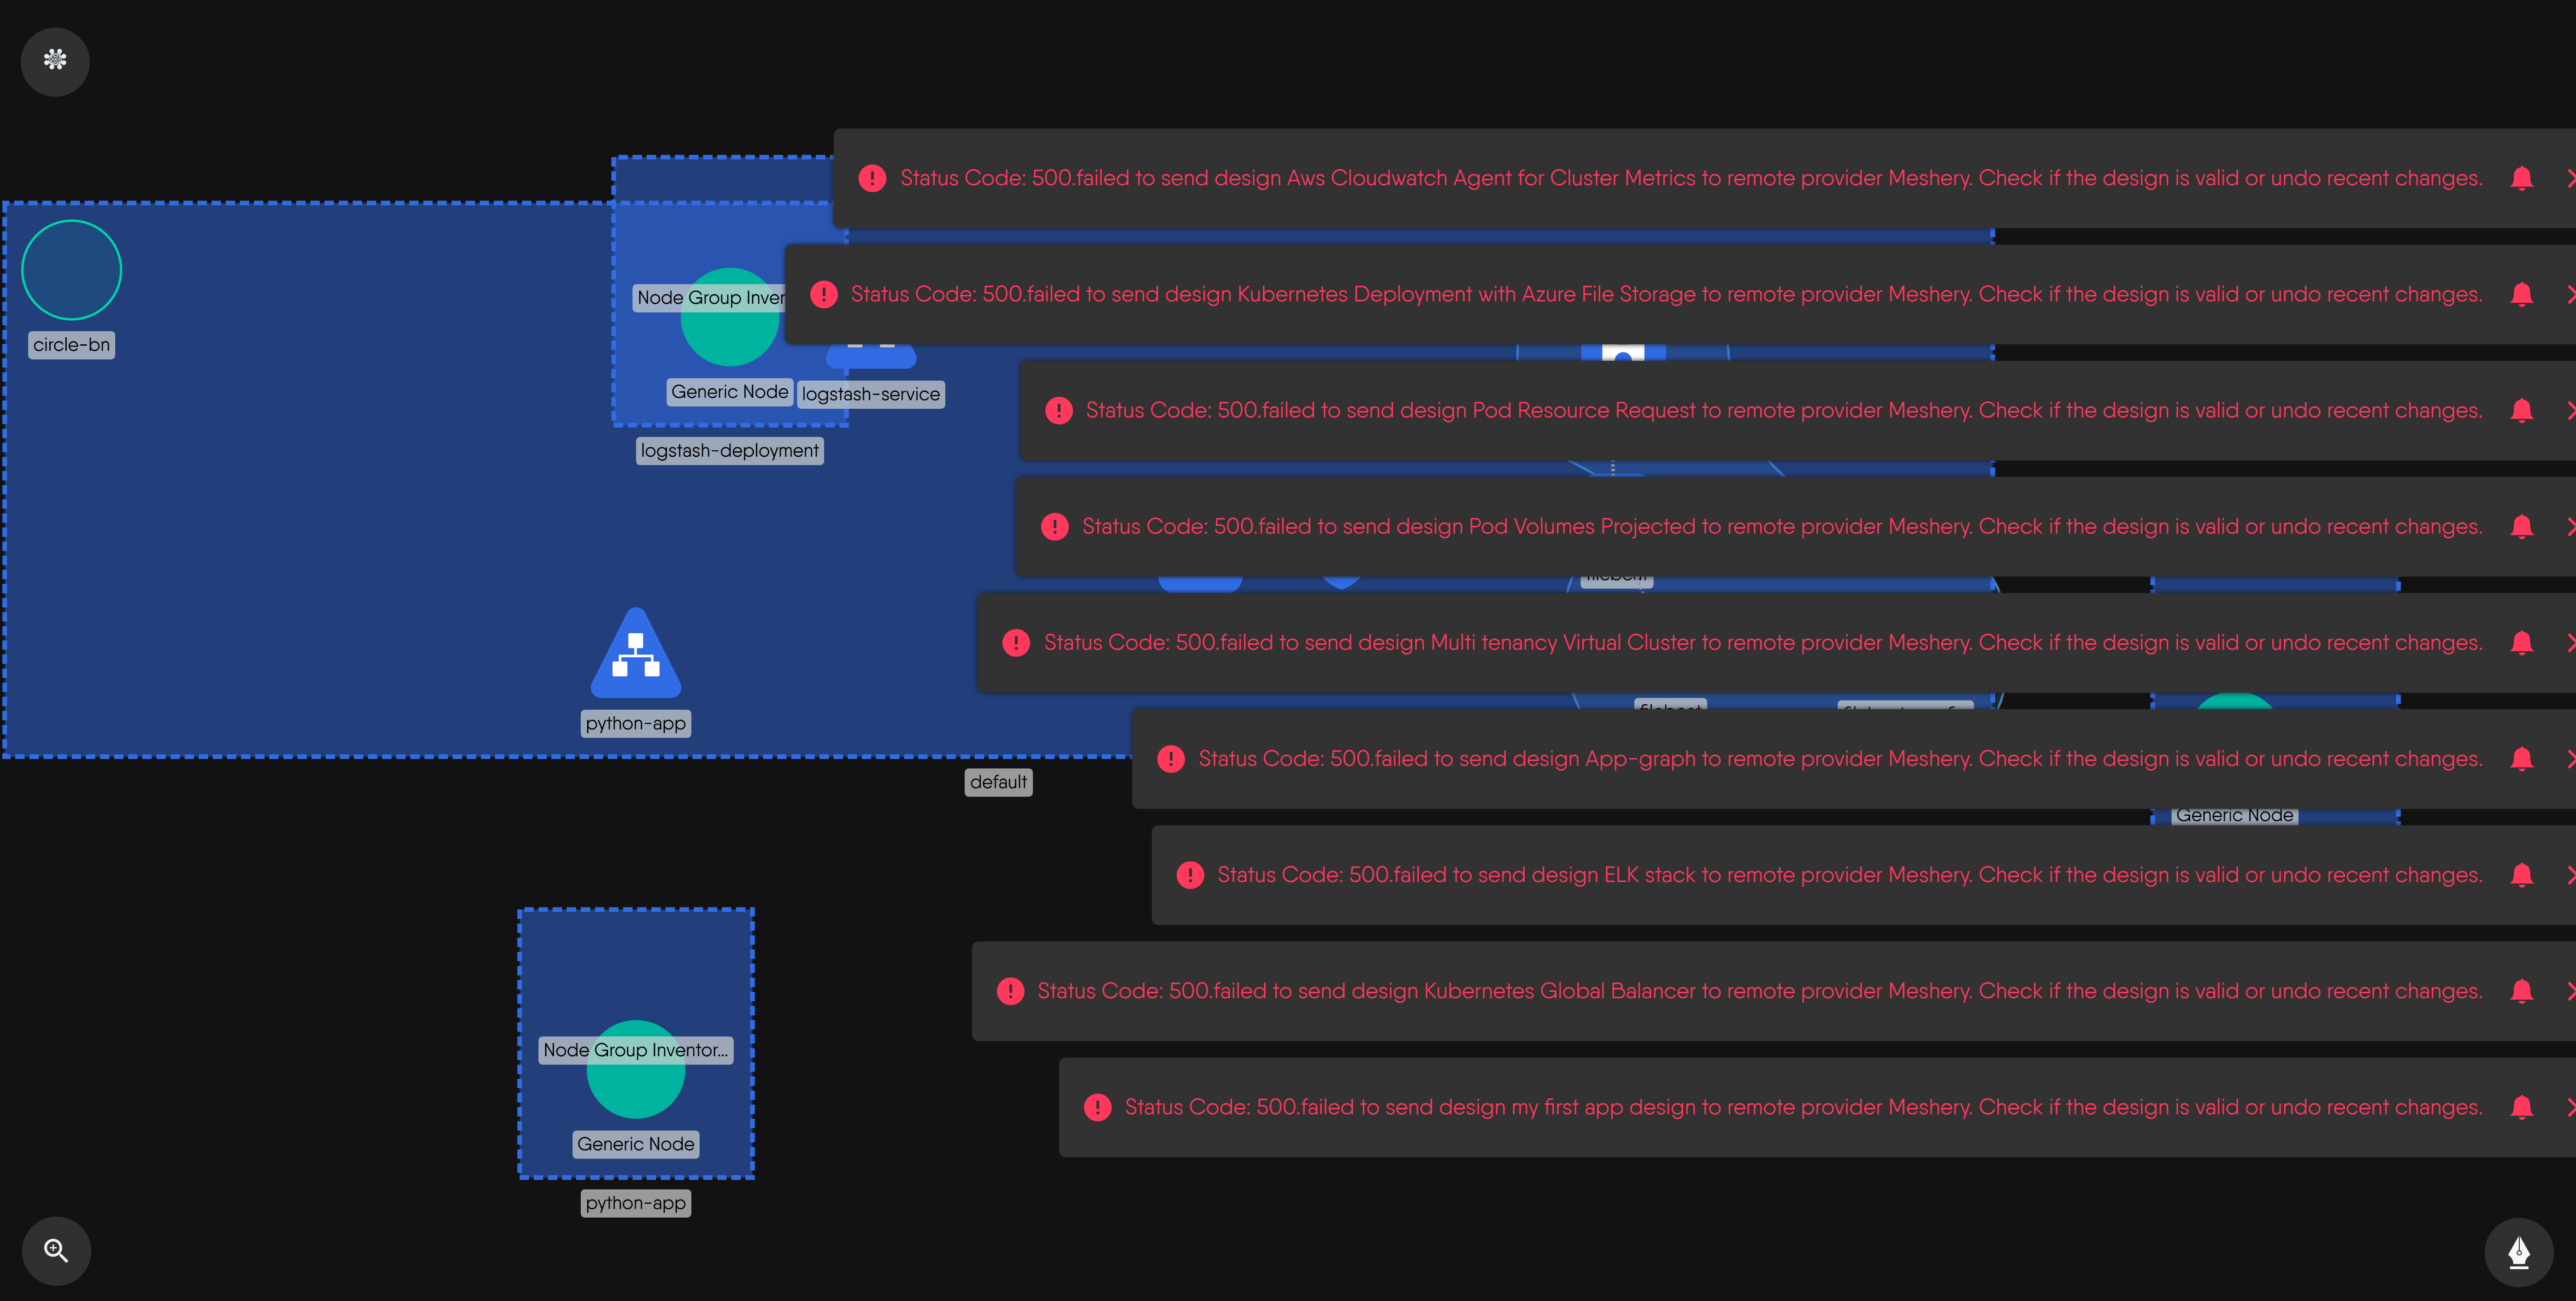 Status Code: 500.failed to send design Aws Cloudwatch Agent for Cluster Metrics to remote provider Meshery. Check if the design is valid or undo recent changes.
Node Group Inver
Status Code: 500.failed to send design Kubernetes Deployment with Azure File Storage to remote provider Meshery. Check if the design is valid or undo recent changes.
circle-bn
Generic Node
logstash-service
Status Code: 500.failed to send design Pod Resource Request to remote provider Meshery. Check if the design is valid or undo recent changes.
logstash-deployment
Status Code: 500.failed to send design Pod Volumes Projected to remote provider Meshery. Check if the design is valid or undo recent changes.
Status Code: 500.failed to send design Multi tenancy Virtual Cluster to remote provider Meshery. Check if the design is valid or undo recent changes.
python-app
Status Code: 500.failed to send design App-graph to remote provider Meshery. Check if the design is valid or undo recent changes.
default
Generic Node
Status Code: 500.failed to send design ELK stack to remote provider Meshery. Check if the design is valid or undo recent changes.
Status Code: 500.failed to send design Kubernetes Global Balancer to remote provider Meshery. Check if the design is valid or undo recent changes.
Node Group Inventor...
Status Code: 500.failed to send design my first app design to remote provider Meshery. Check if the design is valid or undo recent changes.
Generic Node
python-app